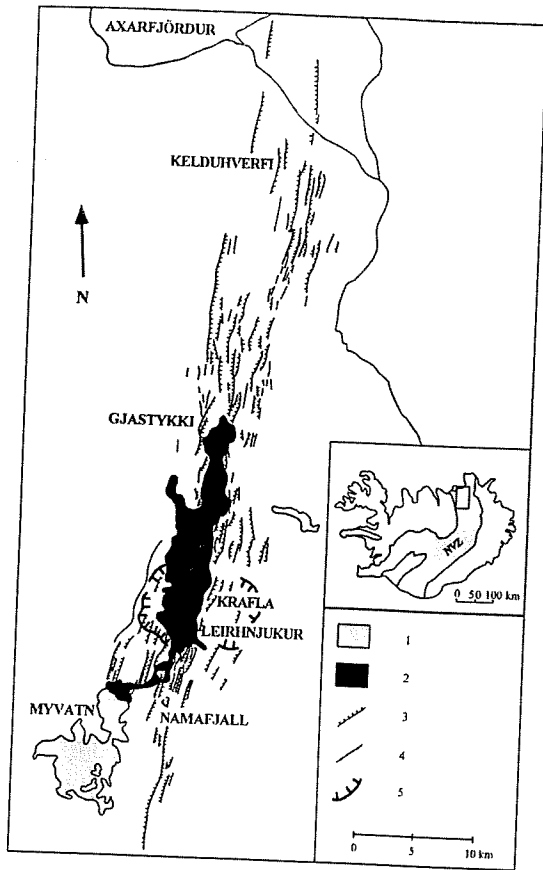 AXARFJÖRDUR
KELDUHVERFI
N
GJASTYKKI
NVZ
0 50 100 km
KRAFLA
LEIRHNJUKUR
MYVATN
NAMAFJALL
1
2
3
4
5
0 5 10 km